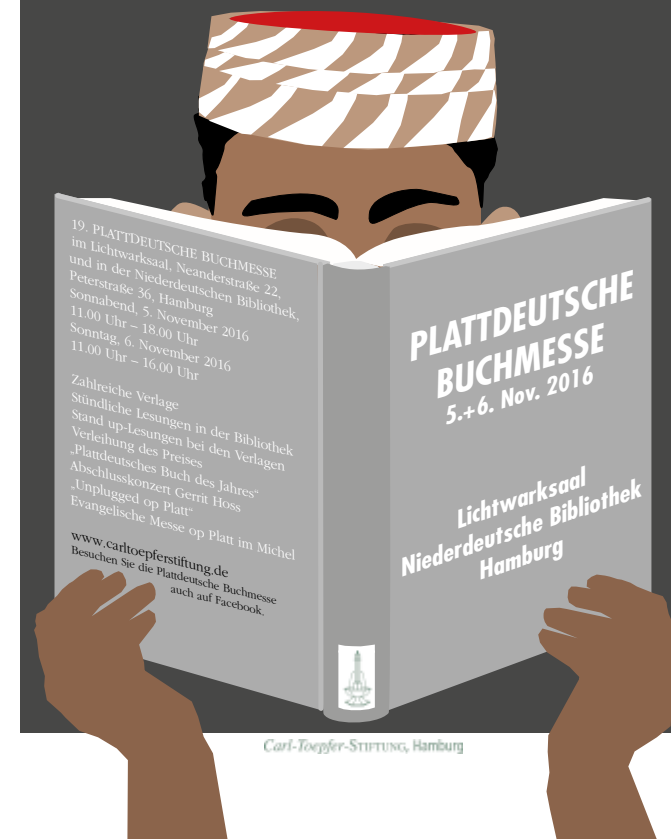 19. PLATTDEUTSCHE BUCHMESSE
im Lichtwarksaal, Neanderstraße 22,
und in der Niederdeutschen Bibliothek,
Peterstraße 36, Hamburg
Sonnabend, 5. November 2016
11.00 Uhr – 18.00 Uhr
Sonntag, 6. November 2016
11.00 Uhr – 16.00 Uhr
Zahlreiche Verlage
Stündliche Lesungen in der Bibliothek
Stand up-Lesungen bei den Verlagen
Verleihung des Preises
„Plattdeutsches Buch des Jahres“
Abschlusskonzert Gerrit Hoss
„Unplugged op Platt“
Evangelische Messe op Platt im Michel
www.carltoepferstiftung.de
Besuchen Sie die Plattdeutsche Buchmesse
auch auf Facebook.
PLATTDEUTSCHE
BUCHMESSE
5.+6. Nov. 2016
Lichtwarksaal
Niederdeutsche Bibliothek
Hamburg
Carl-Toepfer-STIFTUNG, Hamburg